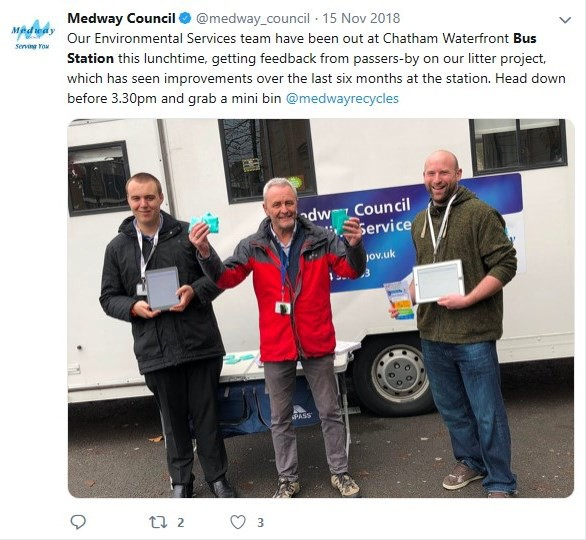 Medway
Serving You
Medway Council @medway_council · 15 Nov 2018
Our Environmental Services team have been out at Chatham Waterfront Bus
Station this lunchtime, getting feedback from passers-by on our litter project,
which has seen improvements over the last six months at the station. Head down
before 3.30pm and grab a mini bin @medwayrecycles
edway Council
Service
gov.uk
PASS
2
3